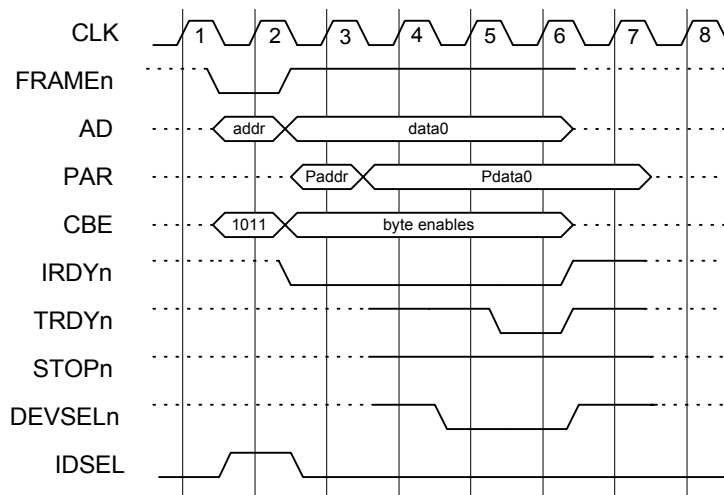 CLK 1 2 3 4 5 6 7 8
FRAMEn
AD addr data0
PAR Paddr Pdata0
CBE 1011 byte enables
IRDYn
TRDYn
STOPn
DEVSELn
IDSEL